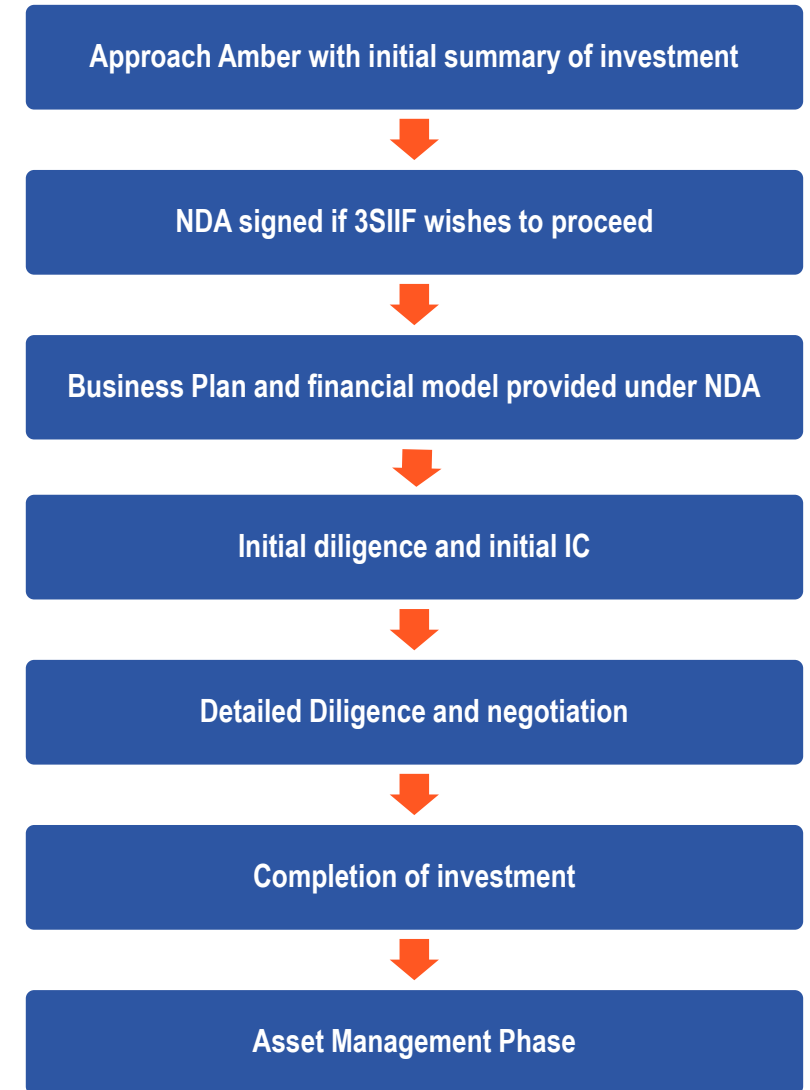 Approach Amber with initial summary of investment
NDA signed if 3SIIF wishes to proceed
Business Plan and financial model provided under NDA
Initial diligence and initial IC
Detailed Diligence and negotiation
Completion of investment
Asset Management Phase